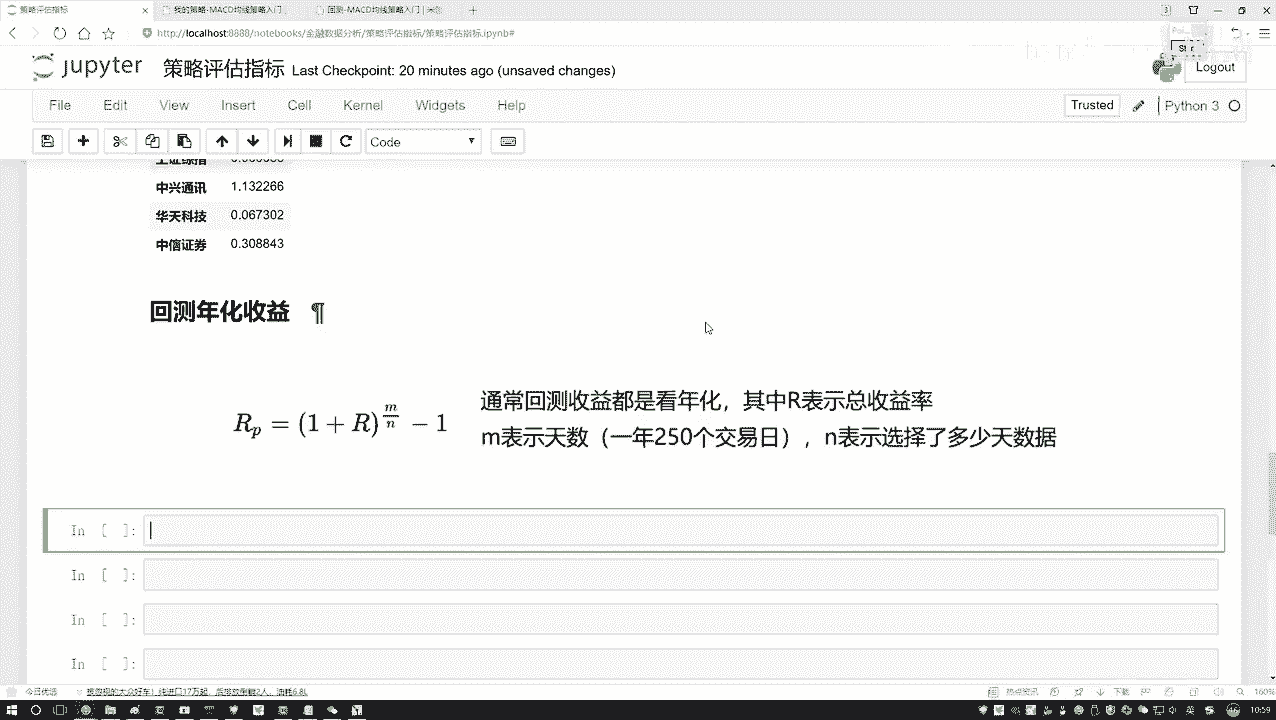 策略评估指标
我的策略-MACD均线策略入门
回测-MACD均线策略入门
http://localhost:8888/notebooks/金融数据分析/策略评估指标/策略评估指标.ipynb#
jupyter 策略评估指标 Last Checkpoint: 20 minutes ago (unsaved changes)
Logout
File Edit View Insert Cell Kernel Widgets Help
Trusted Python 3
Code
中兴通讯 1.132266
华天科技 0.067302
中信证券 0.308843
回测年化收益 ¶
通常回测收益都是看年化，其中R表示总收益率
R_p = (1 + R)^{m/n} − 1
m表示天数（一年250个交易日），n表示选择了多少天数据
In [ ]:
In [ ]:
In [ ]:
In [ ]:
今日优选
下载
160%
10:59